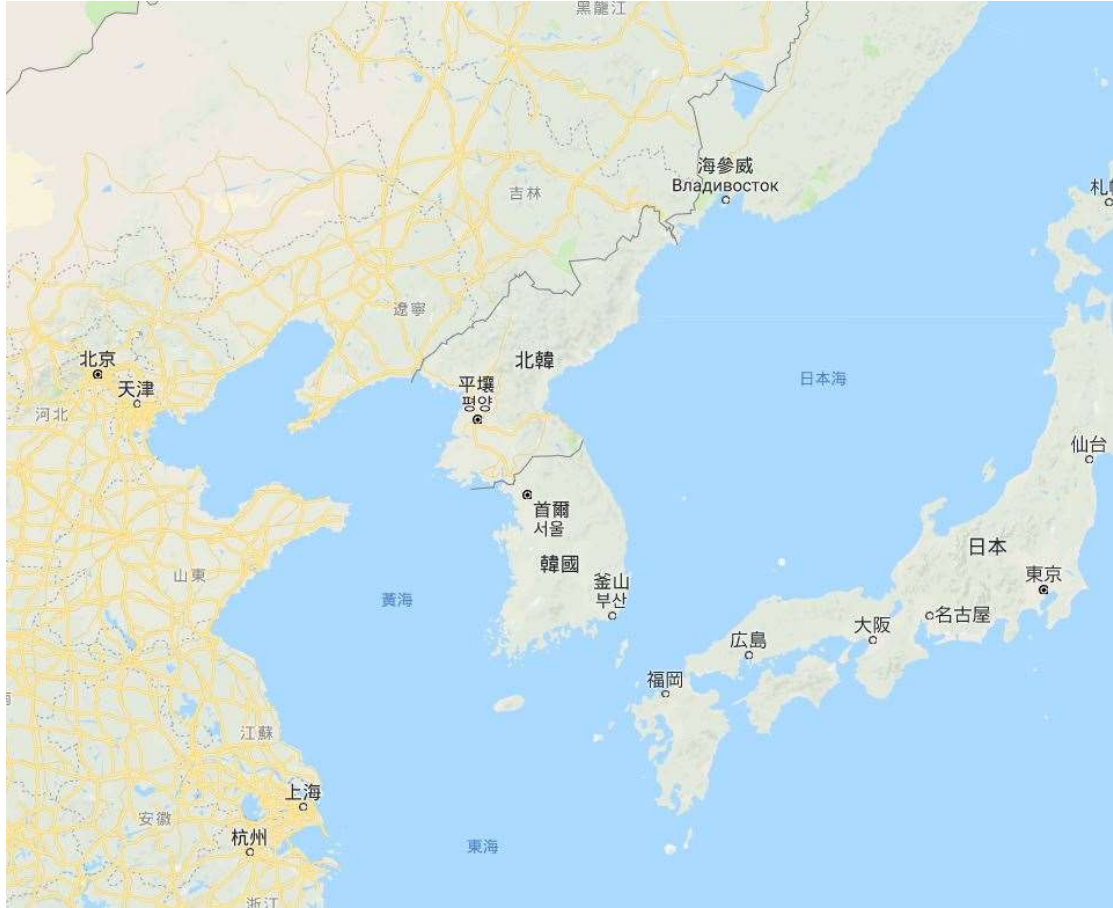 黑龍江
海參威
Владивосток
吉林
遼寧
北韓
北京
天津
平壤
평양
河北
日本海
仙台
首爾
서울
日本
韓國
山東
釜山
부산
東京
黃海
名古屋
大阪
広島
福岡
江蘇
上海
安徽
杭州
東海
浙江